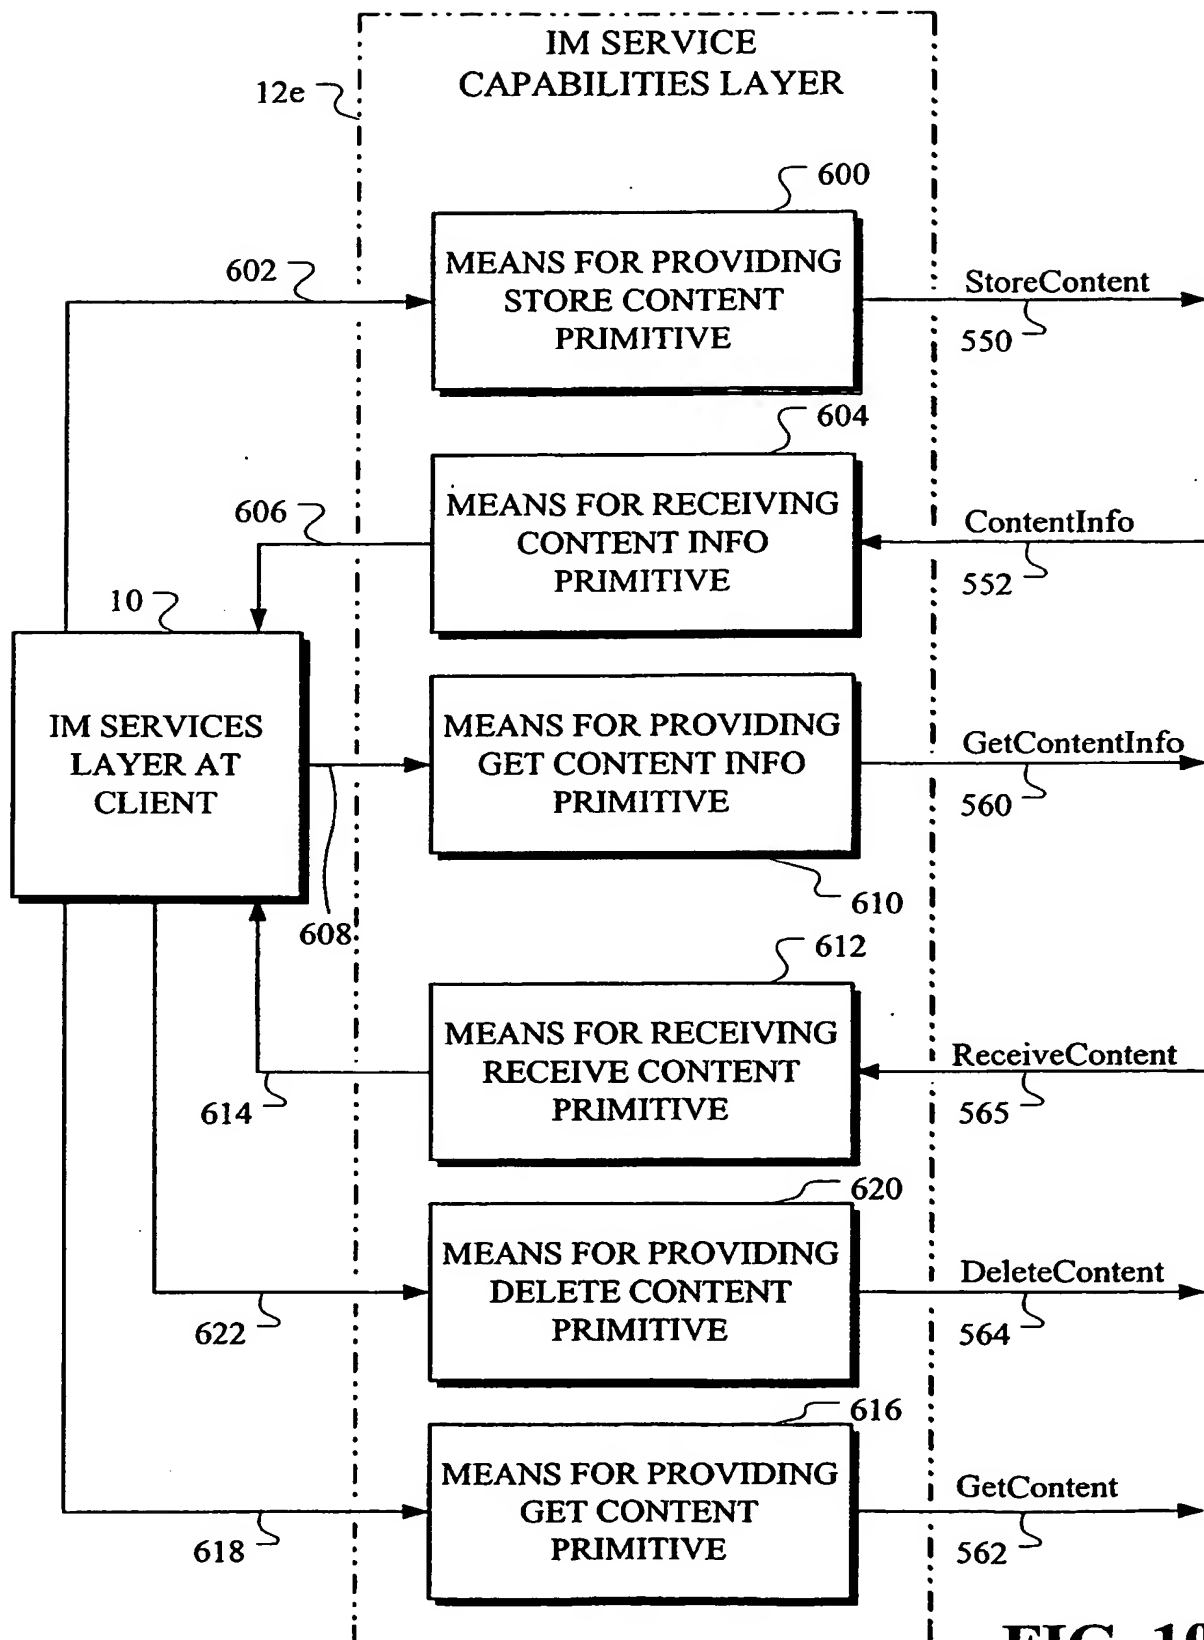 IM SERVICE
CAPABILITIES LAYER
12e
600
MEANS FOR PROVIDING
STORE CONTENT
PRIMITIVE
602
StoreContent
550
604
MEANS FOR RECEIVING
CONTENT INFO
PRIMITIVE
606
ContentInfo
552
10
IM SERVICES
LAYER AT
CLIENT
MEANS FOR PROVIDING
GET CONTENT INFO
PRIMITIVE
GetContentInfo
560
608
610
612
MEANS FOR RECEIVING
RECEIVE CONTENT
PRIMITIVE
614
ReceiveContent
565
620
MEANS FOR PROVIDING
DELETE CONTENT
PRIMITIVE
622
DeleteContent
564
616
MEANS FOR PROVIDING
GET CONTENT
PRIMITIVE
618
GetContent
562
FIG.